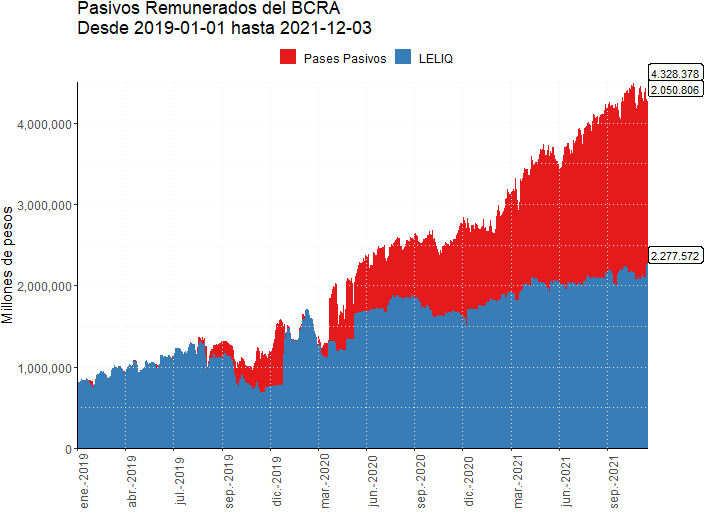 Pasivos Remunerados del BCRA
Desde 2019-01-01 hasta 2021-12-03
Pases Pasivos LELIQ
4.328.378
2.050.806
2.277.572
Millones de pesos
4,000,000
3,000,000
2,000,000
1,000,000
0
ene.-2019
abr.-2019
jul.-2019
sep.-2019
dic.-2019
mar.-2020
jun.-2020
sep.-2020
dic.-2020
mar.-2021
jun.-2021
sep.-2021